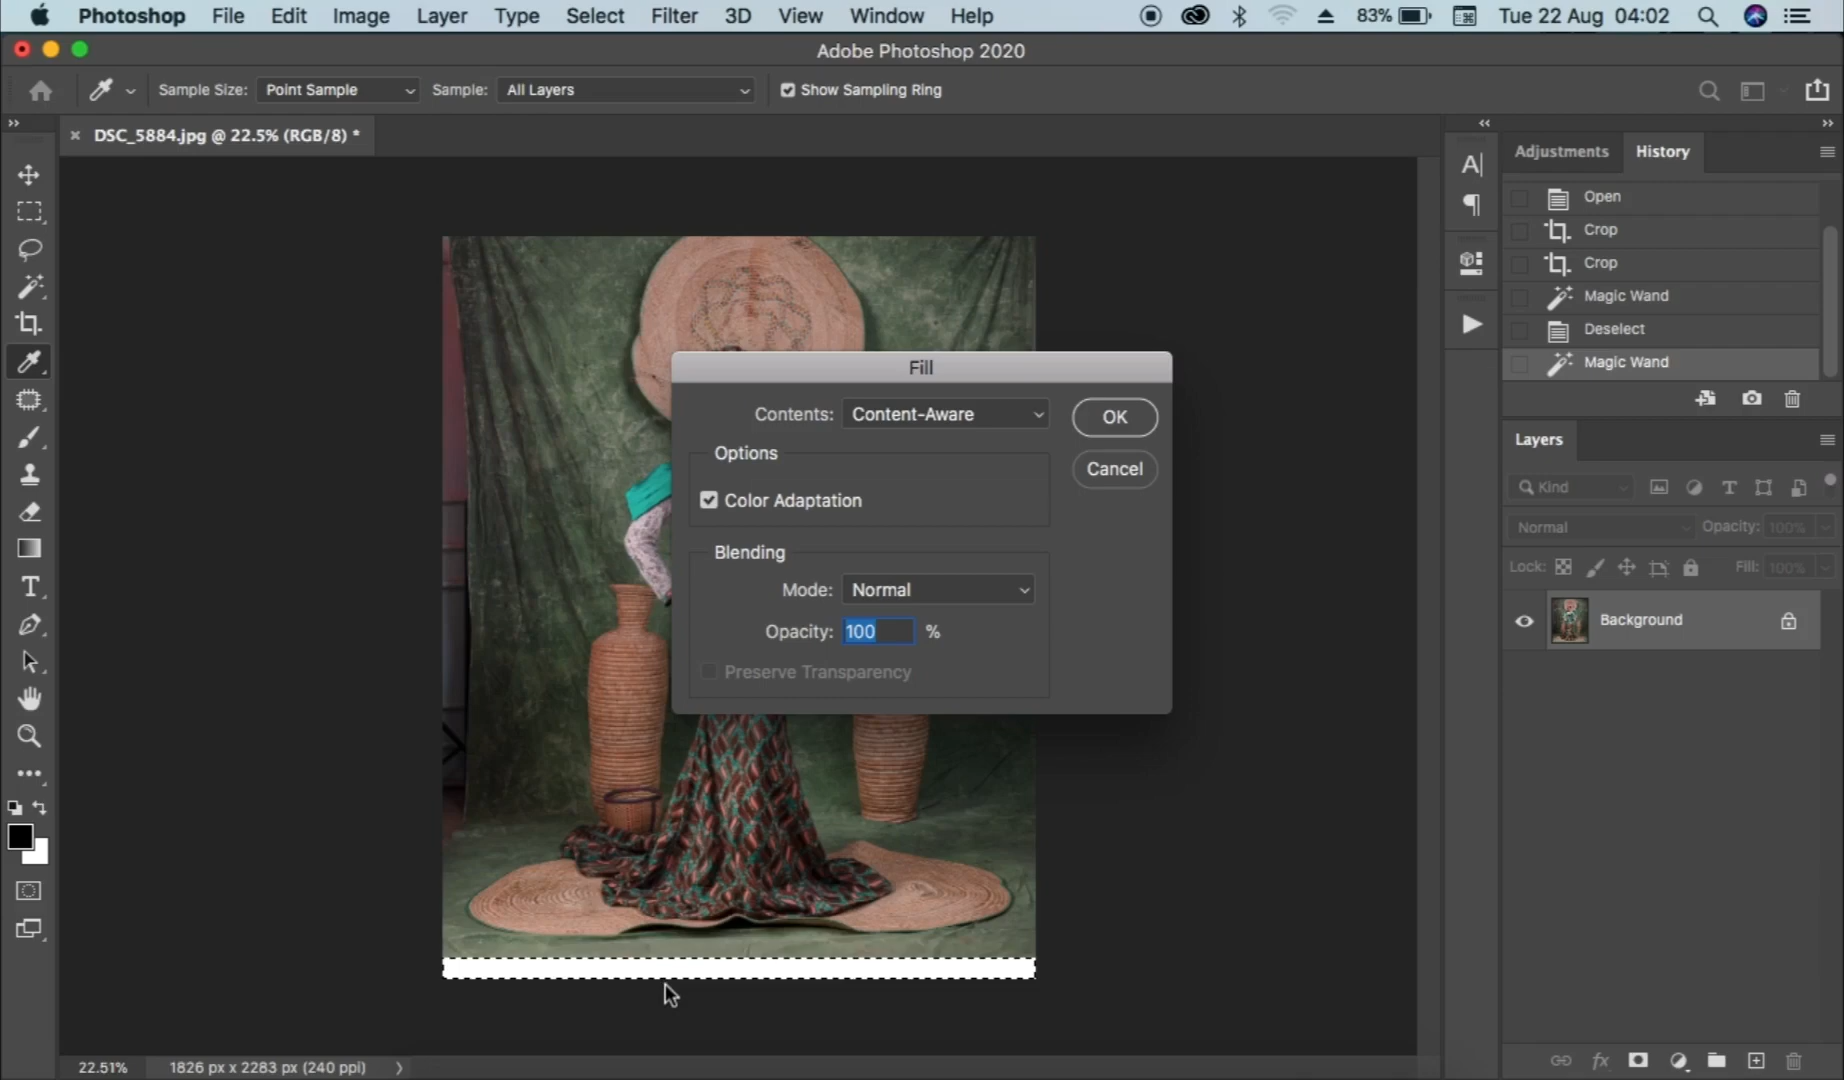 Photoshop File Edit Image Layer Type Select Filter 3D View Window Help 83% Tue 22 Aug 04:02
Adobe Photoshop 2020
Sample Size: Point Sample Sample: All Layers Show Sampling Ring
DSC_5884.jpg @ 22.5% (RGB/8) *
Adjustments History
Open
Crop
Crop
Magic Wand
Deselect
Magic Wand
Fill
Contents: Content-Aware
OK
Options
Cancel
Color Adaptation
Blending
Mode: Normal
Opacity: 100 %
Preserve Transparency
Layers
Kind
Normal Opacity: 100%
Lock: Fill: 100%
Background
22.51% 1826 px x 2283 px (240 ppi)